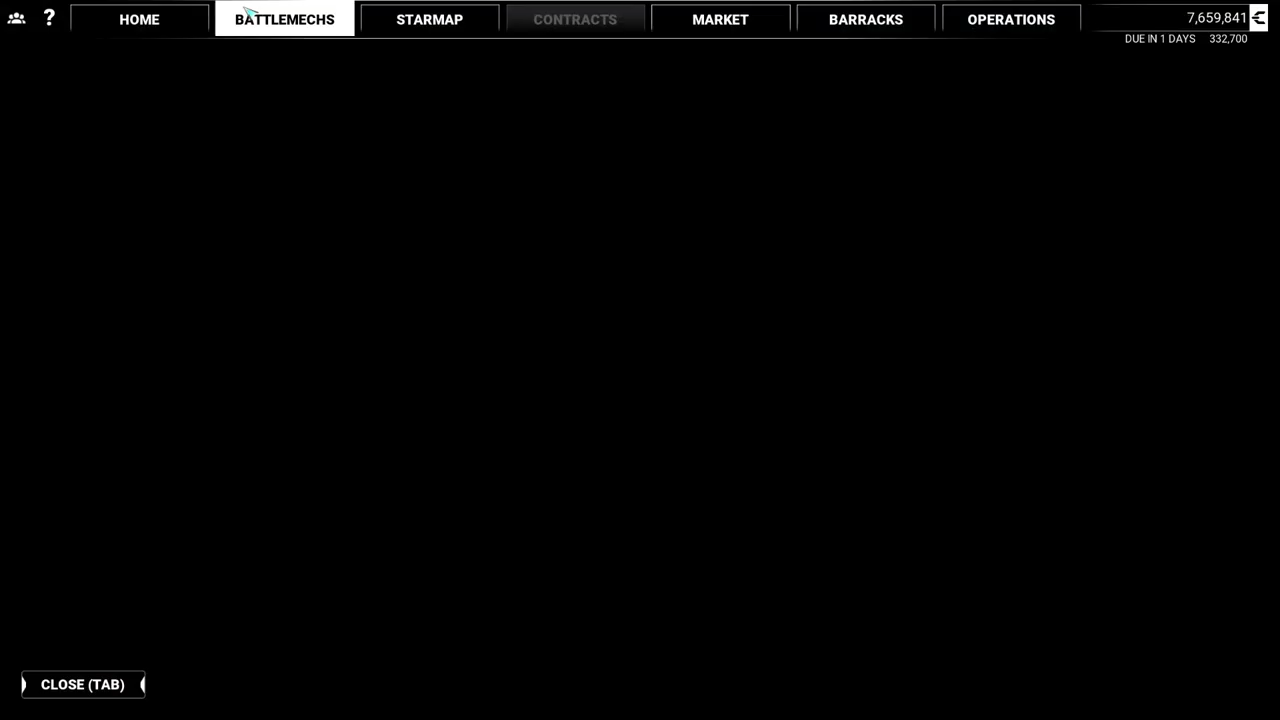 ? HOME BATTLEMECHS STARMAP CONTRACTS MARKET BARRACKS OPERATIONS 7,659,841
DUE IN 1 DAYS 332,700
CLOSE (TAB)